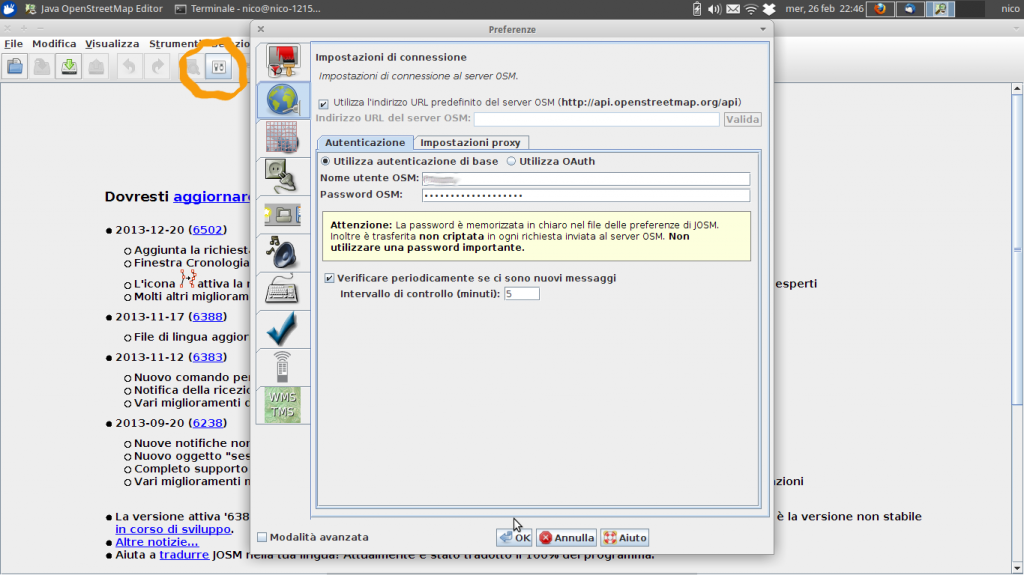 Java OpenStreetMap Editor
Terminale - nico@nico-1215...
mer, 26 feb 22:46
nico
Preferenze
File Modifica Visualizza Strumenti
Impostazioni di connessione
Impostazioni di connessione al server OSM.
Utilizza l'indirizzo URL predefinito del server OSM (http://api.openstreetmap.org/api)
Indirizzo URL del server OSM:
Valida
Autenticazione
Impostazioni proxy
Utilizza autenticazione di base
Utilizza OAuth
Nome utente OSM:
Password OSM:
Attenzione: La password è memorizzata in chiaro nel file delle preferenze di JOSM.
Inoltre è trasferita non criptata in ogni richiesta inviata al server OSM. Non
utilizzare una password importante.
Verificare periodicamente se ci sono nuovi messaggi
Intervallo di controllo (minuti): 5
WMS
TMS
Modalità avanzata
OK
Annulla
Aiuto
Dovresti aggiornare
2013-12-20 (6502)
Aggiunta la richiest
Finestra Cronologia
L'icona attiva la r
esperti
Molti altri miglioram
2013-11-17 (6388)
File di lingua aggior
2013-11-12 (6383)
Nuovo comando pe
Notifica della ricezio
Vari miglioramenti c
2013-09-20 (6238)
Nuove notifiche nor
Nuovo oggetto "ses
Completo supporto
Vari miglioramenti n
zioni
La versione attiva '638
è la versione non stabile
in corso di sviluppo.
Altre notizie...
Aiuta a tradurre JOSM nella tua lingua! Attualmente è stato tradotto il 100% del programma.